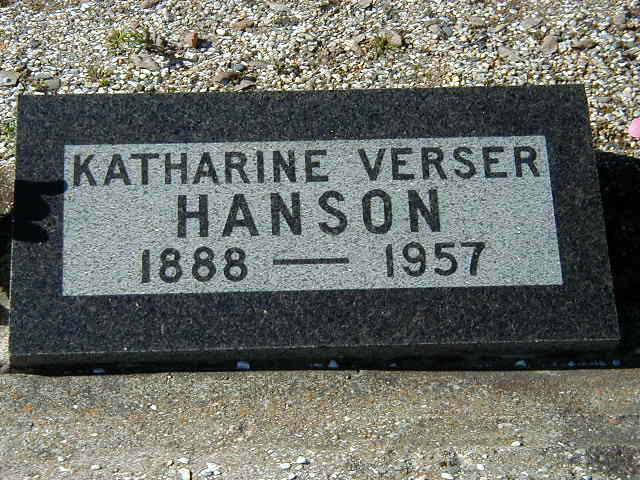 KATHARINE VERSER
HANSON
1888 — 1957